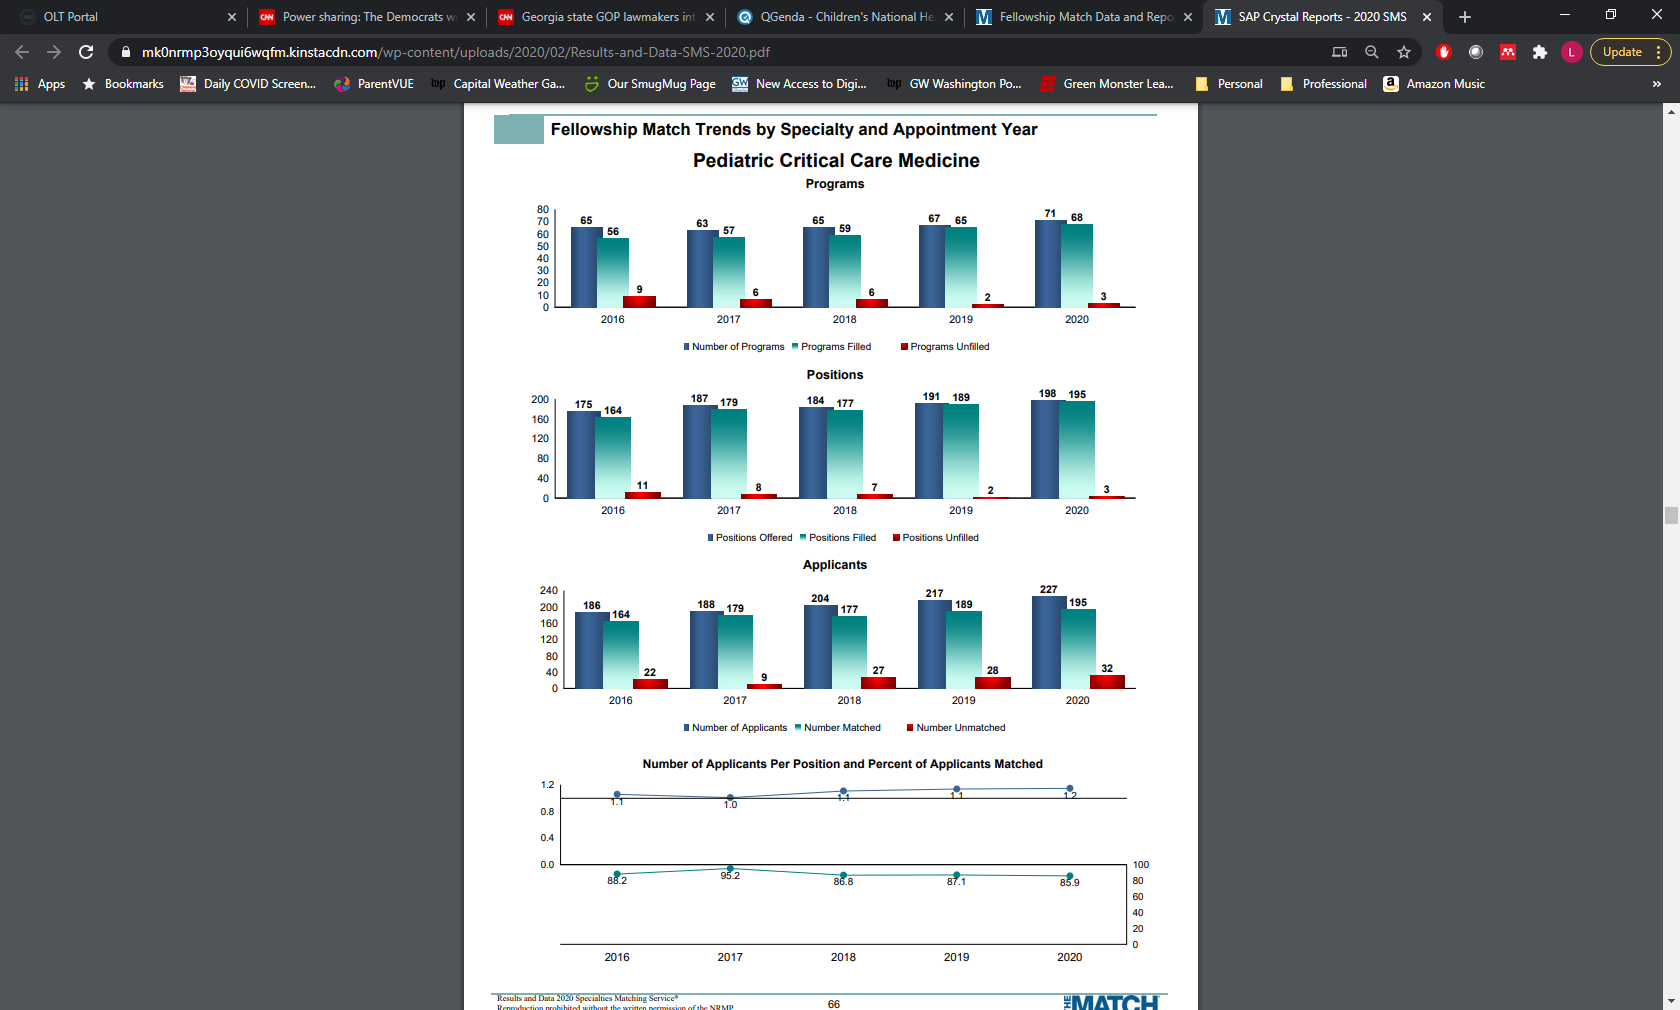 OLT Portal
Power sharing: The Democrats w
Georgia state GOP lawmakers int
QGenda - Children's National He
Fellowship Match Data and Repo
SAP Crystal Reports - 2020 SMS
mk0nrmp3oyqui6wqfm.kinstacdn.com/wp-content/uploads/2020/02/Results-and-Data-SMS-2020.pdf
L
Update
Apps
Bookmarks
Daily COVID Screen...
ParentVUE
Capital Weather Ga...
Our SmugMug Page
GW
New Access to Digi...
GW Washington Po...
Green Monster Lea...
Personal
Professional
Amazon Music
Fellowship Match Trends by Specialty and Appointment Year
Pediatric Critical Care Medicine
Programs
80 70 60 50 40 30 20 10 0
65 56 9 63 57 6 65 59 6 67 65 2 71 68 3
2016 2017 2018 2019 2020
Number of Programs Programs Filled Programs Unfilled
Positions
200 160 120 80 40 0
175 164 11 187 179 8 184 177 7 191 189 2 198 195 3
2016 2017 2018 2019 2020
Positions Offered Positions Filled Positions Unfilled
Applicants
240 200 160 120 80 40 0
186 164 22 188 179 9 204 177 27 217 189 28 227 195 32
2016 2017 2018 2019 2020
Number of Applicants Number Matched Number Unmatched
Number of Applicants Per Position and Percent of Applicants Matched
1.2 0.8 0.4 0.0
1.1 1.0 1.1 1.1 1.2
100 80 60 40 20 0
88.2 95.2 86.8 87.1 85.9
2016 2017 2018 2019 2020
Results and Data 2020 Specialties Matching Service®
Reproduction prohibited without the written permission of the NRMP
66
THE MATCH